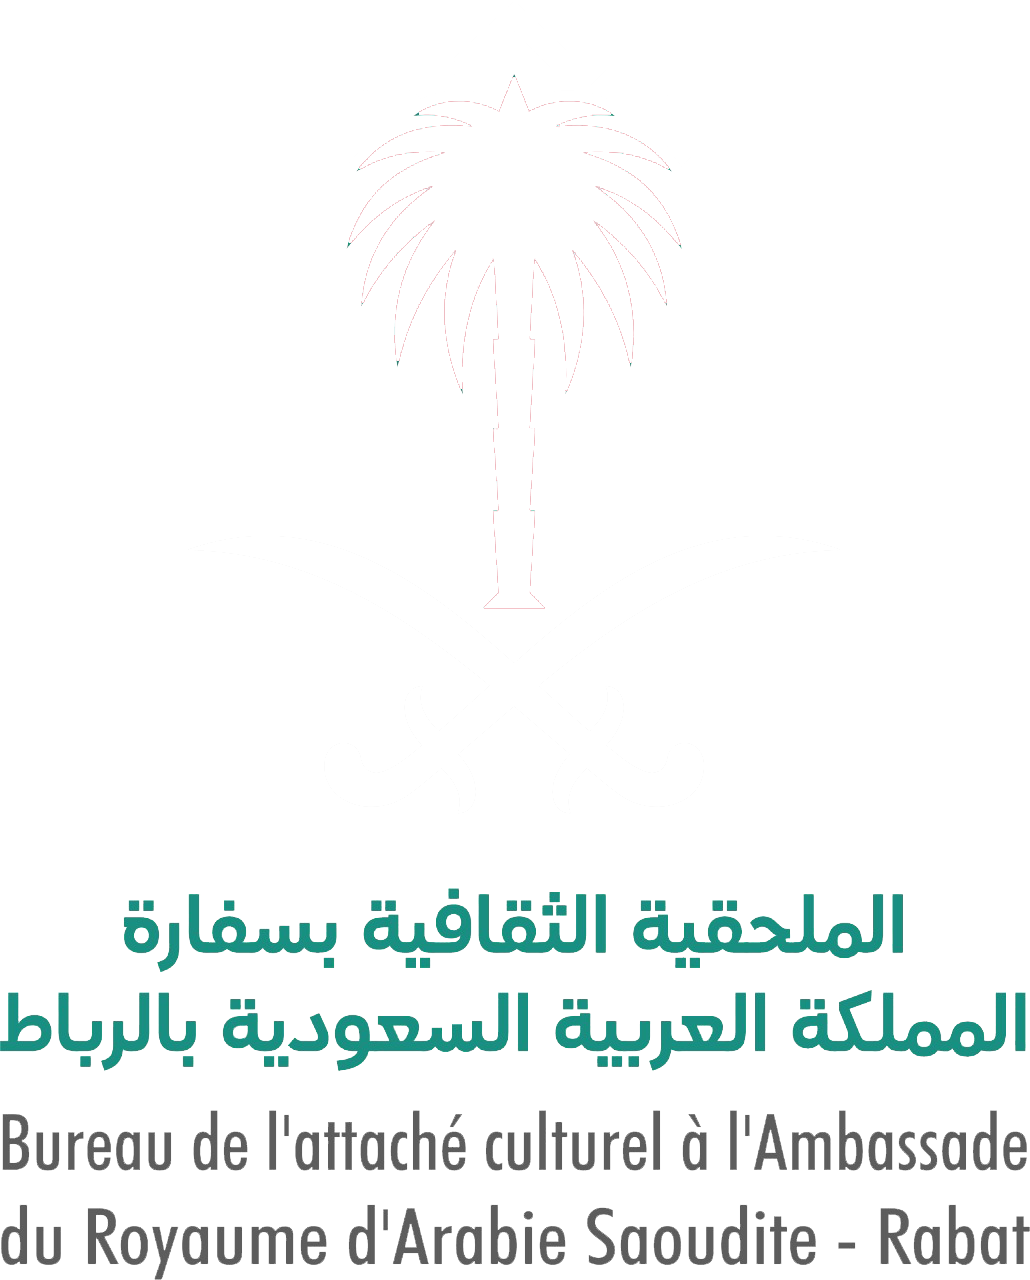 الملحقية الثقافية بسفارة
المملكة العربية السعودية بالرباط
Bureau de l'attaché culturel à l'Ambassade
du Royaume d'Arabie Saoudite - Rabat